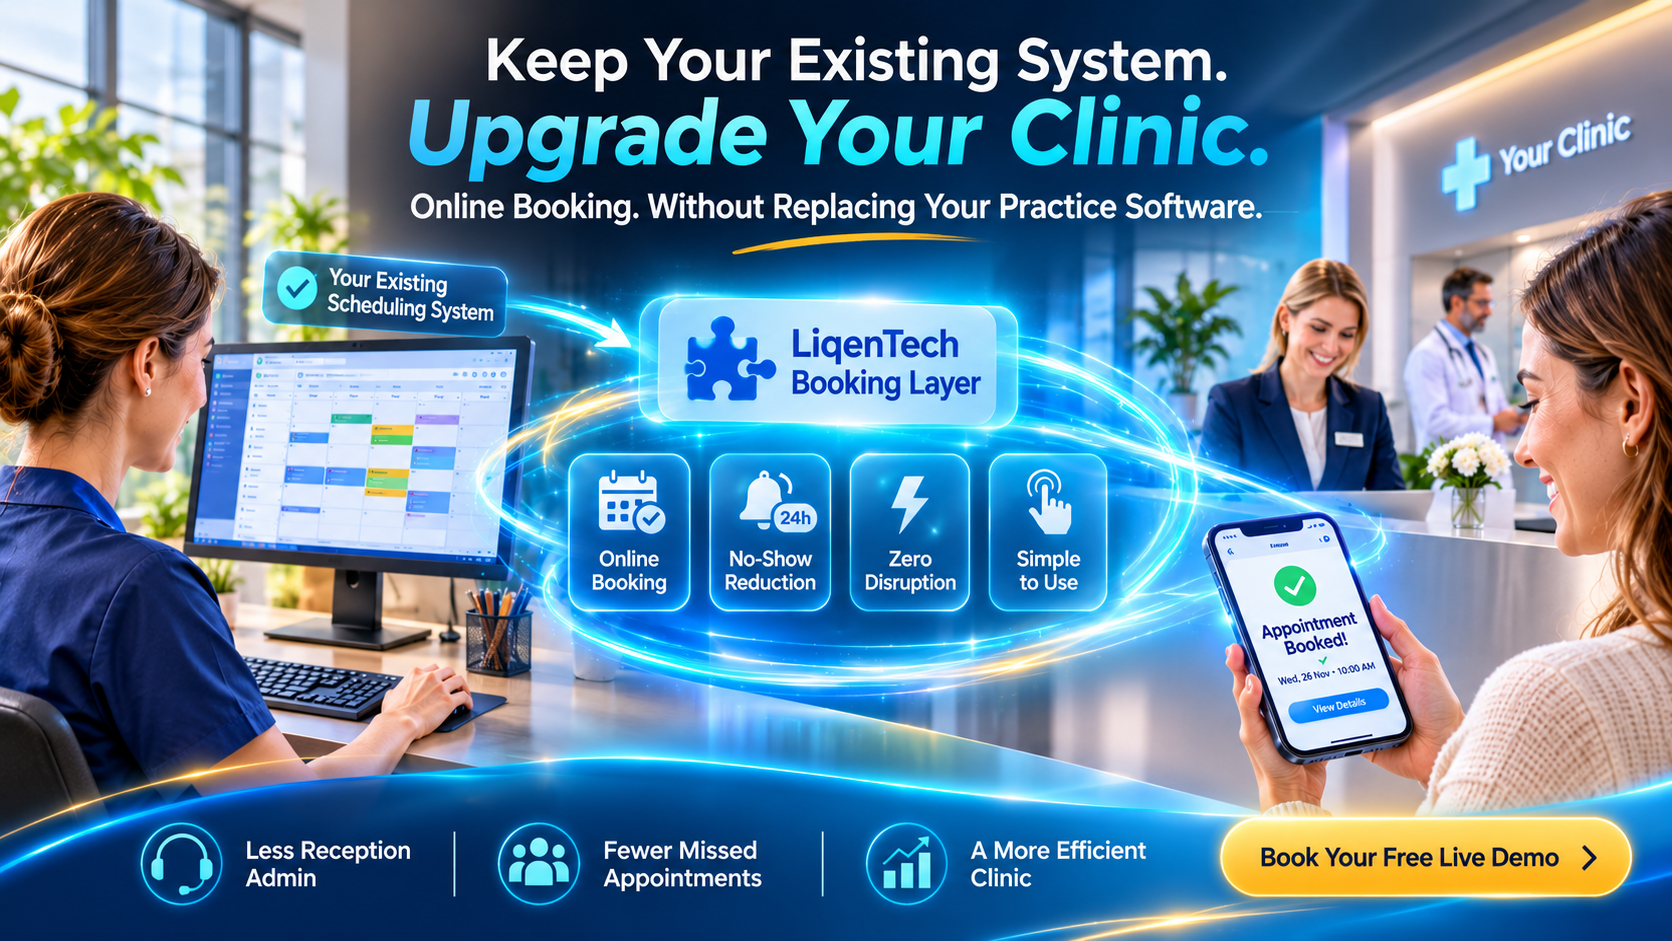 Keep Your Existing System.
Upgrade Your Clinic.
Online Booking. Without Replacing Your Practice Software.
Your Clinic
Your Existing
Scheduling System
LiqenTech
Booking Layer
Online
Booking
No-Show
Reduction
24h
Zero
Disruption
Simple
to Use
Appointment
Booked!
Wed, 26 Nov • 10:00 AM
View Details
Less Reception
Admin
Fewer Missed
Appointments
A More Efficient
Clinic
Book Your Free Live Demo